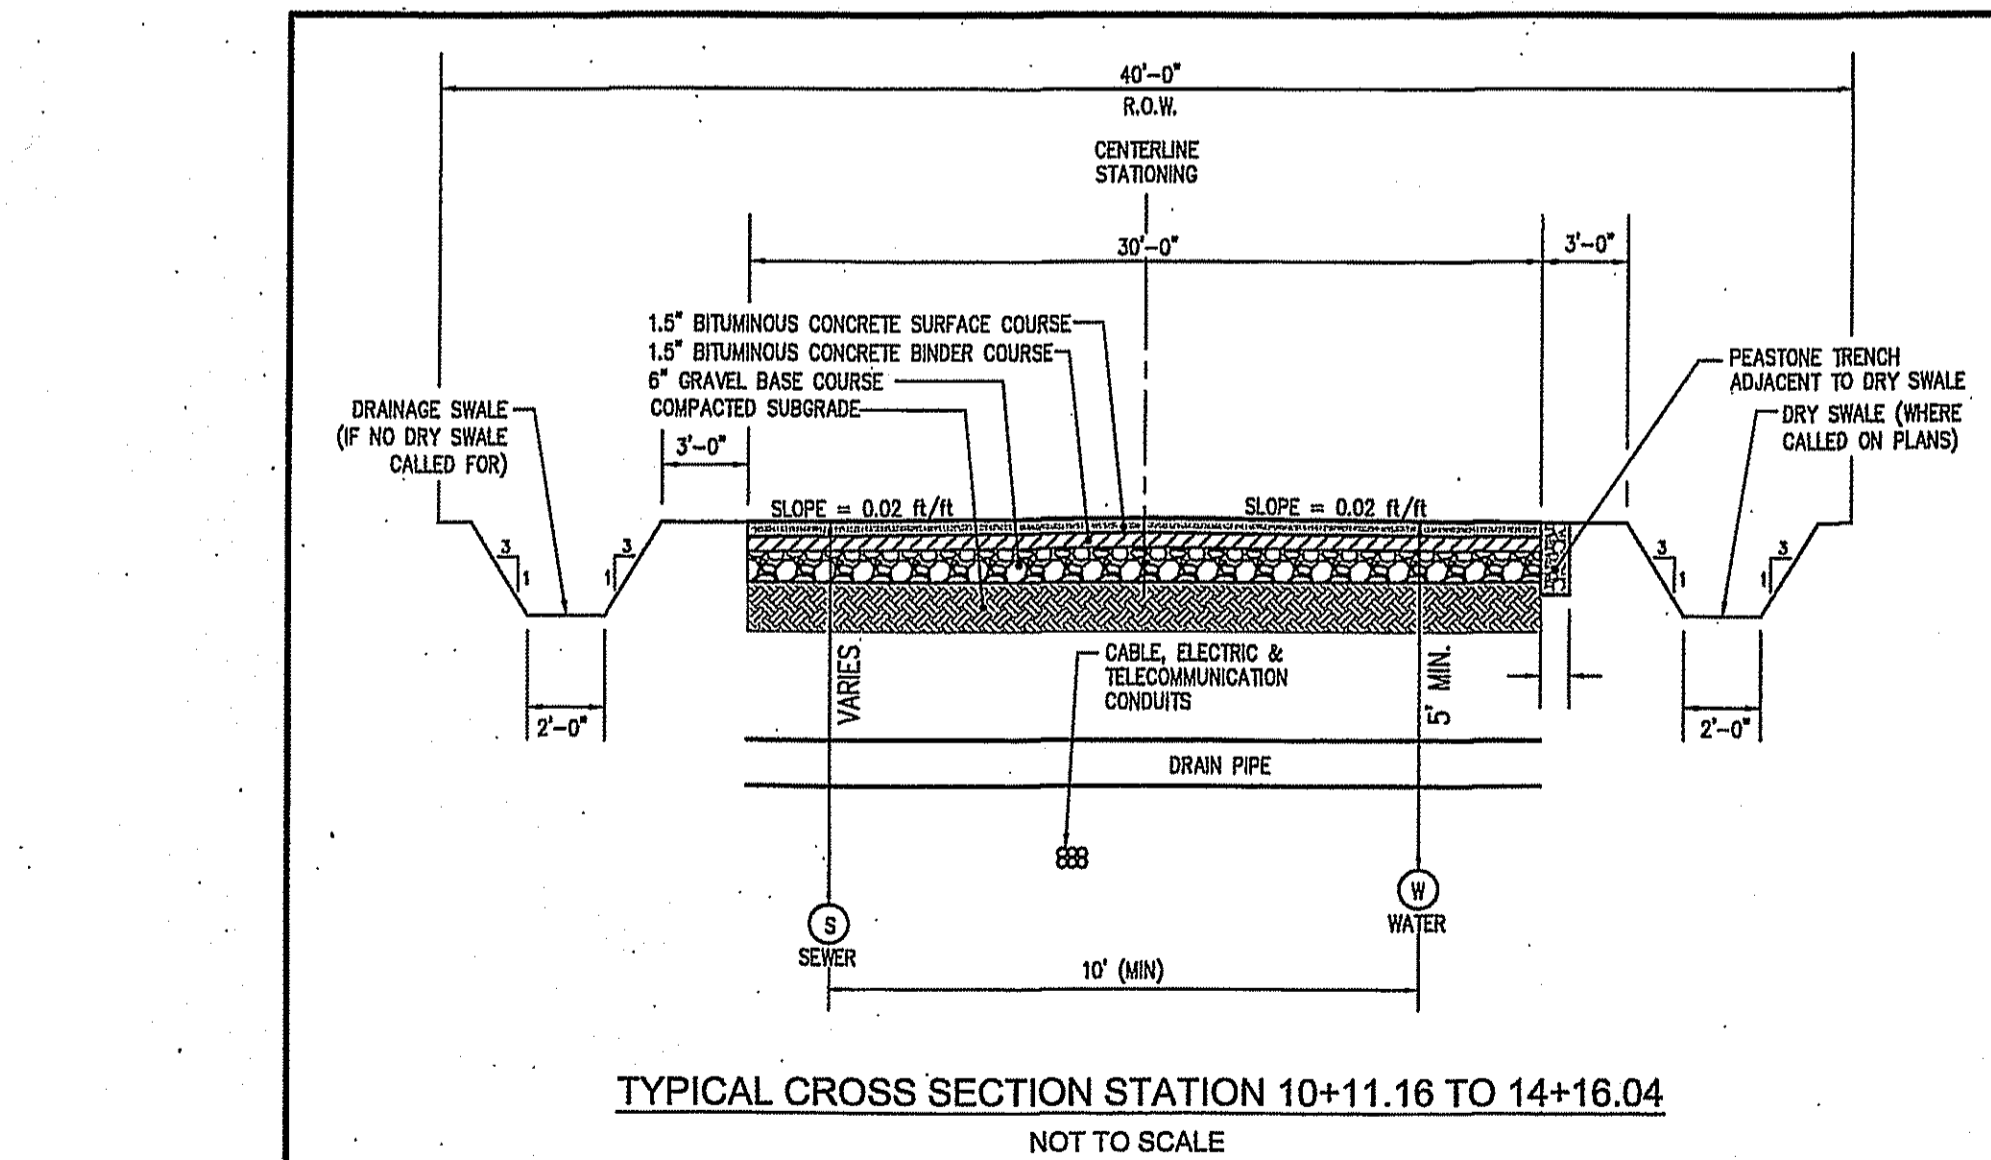 40'-0"
R.O.W.
CENTERLINE
STATIONING
30'-0"
3'-0"
1.5" BITUMINOUS CONCRETE SURFACE COURSE
1.5" BITUMINOUS CONCRETE BINDER COURSE
6" GRAVEL BASE COURSE
COMPACTED SUBGRADE
PEASTONE TRENCH
ADJACENT TO DRY SWALE
DRAINAGE SWALE
(IF NO DRY SWALE
CALLED FOR)
DRY SWALE (WHERE
CALLED ON PLANS)
3'-0"
SLOPE = 0.02 ft/ft
SLOPE = 0.02 ft/ft
3
1
3
1
3
1
3
1
VARIES
CABLE, ELECTRIC &
TELECOMMUNICATION
CONDUITS
5' MIN.
2'-0"
2'-0"
DRAIN PIPE
S
SEWER
W
WATER
10' (MIN)
TYPICAL CROSS SECTION STATION 10+11.16 TO 14+16.04
NOT TO SCALE